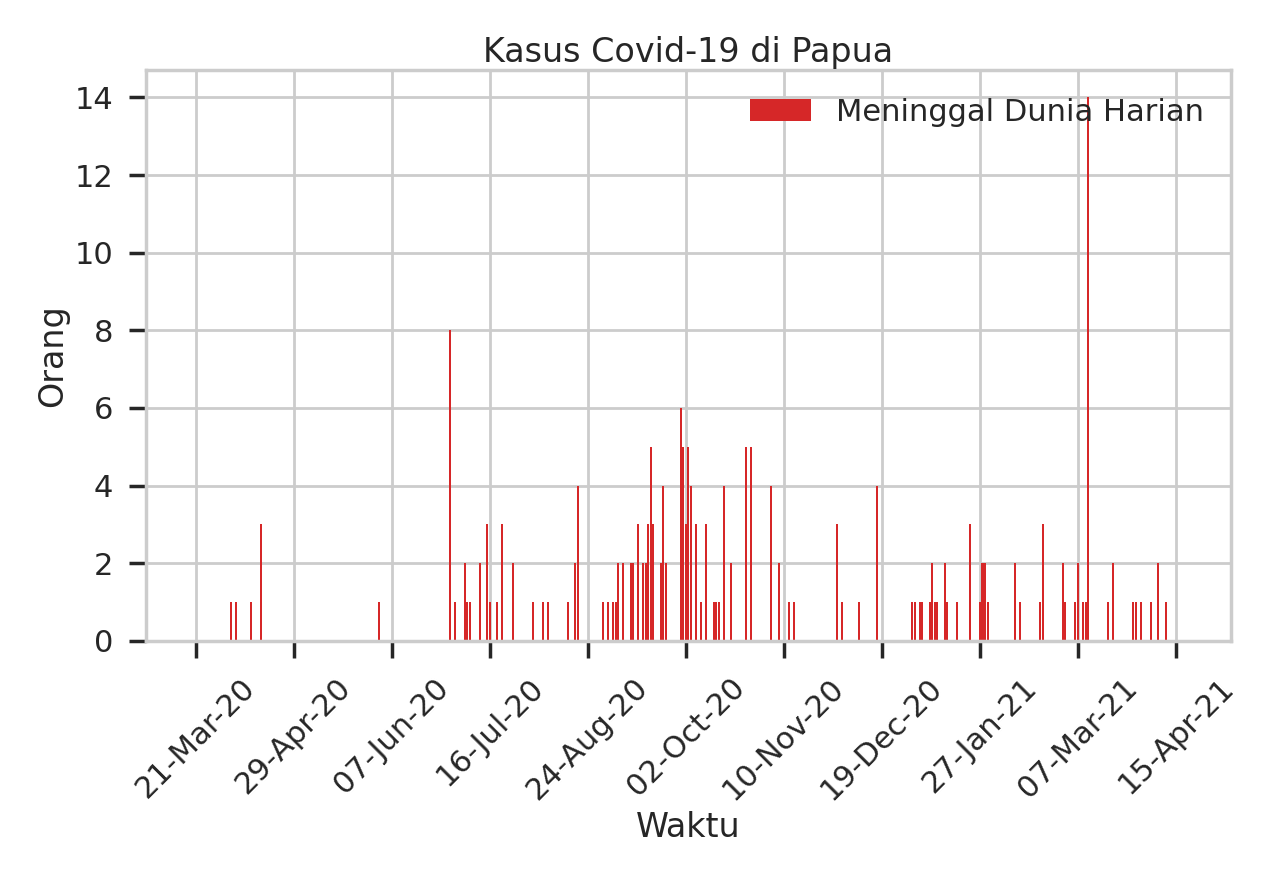 Kasus Covid-19 di Papua
Meninggal Dunia Harian
14
12
10
8
6
4
2
0
Orang
21-Mar-20
29-Apr-20
07-Jun-20
16-Jul-20
24-Aug-20
02-Oct-20
10-Nov-20
19-Dec-20
27-Jan-21
07-Mar-21
15-Apr-21
Waktu